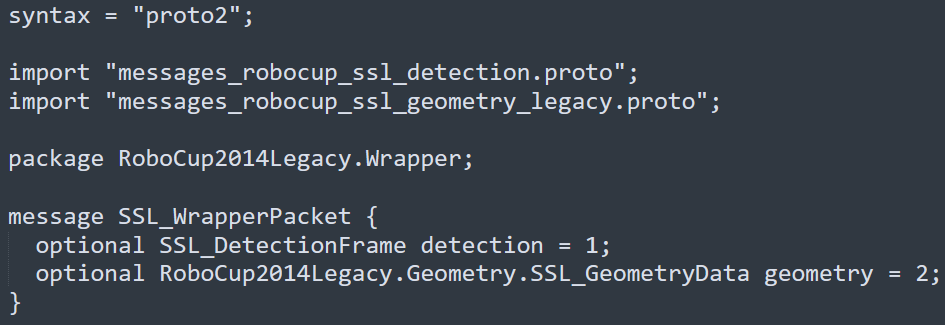 syntax = "proto2";

import "messages_robocup_ssl_detection.proto";
import "messages_robocup_ssl_geometry_legacy.proto";

package RoboCup2014Legacy.Wrapper;

message SSL_WrapperPacket {
  optional SSL_DetectionFrame detection = 1;
  optional RoboCup2014Legacy.Geometry.SSL_GeometryData geometry = 2;
}